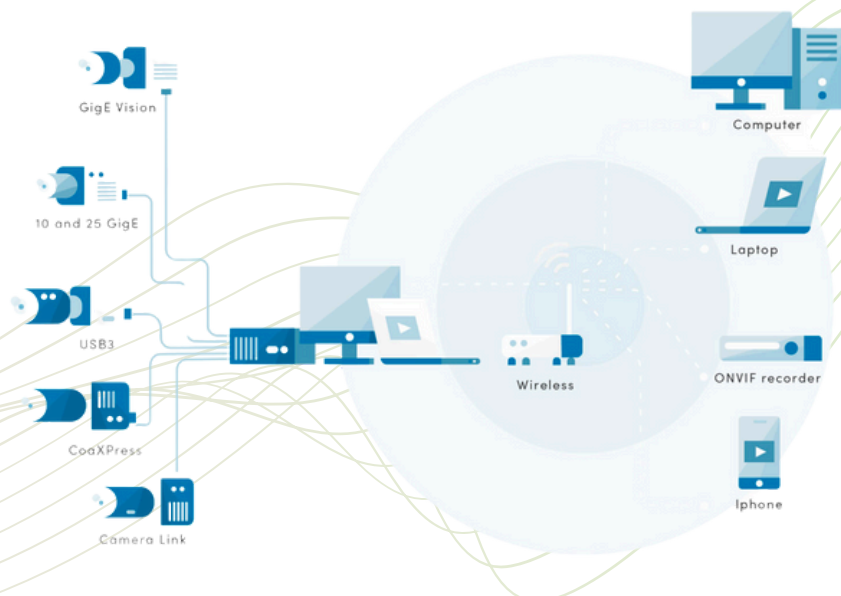 GigE Vision
10 and 25 GigE
USB3
CoaXPress
Camera Link
Wireless
Computer
Laptop
ONVIF recorder
Iphone